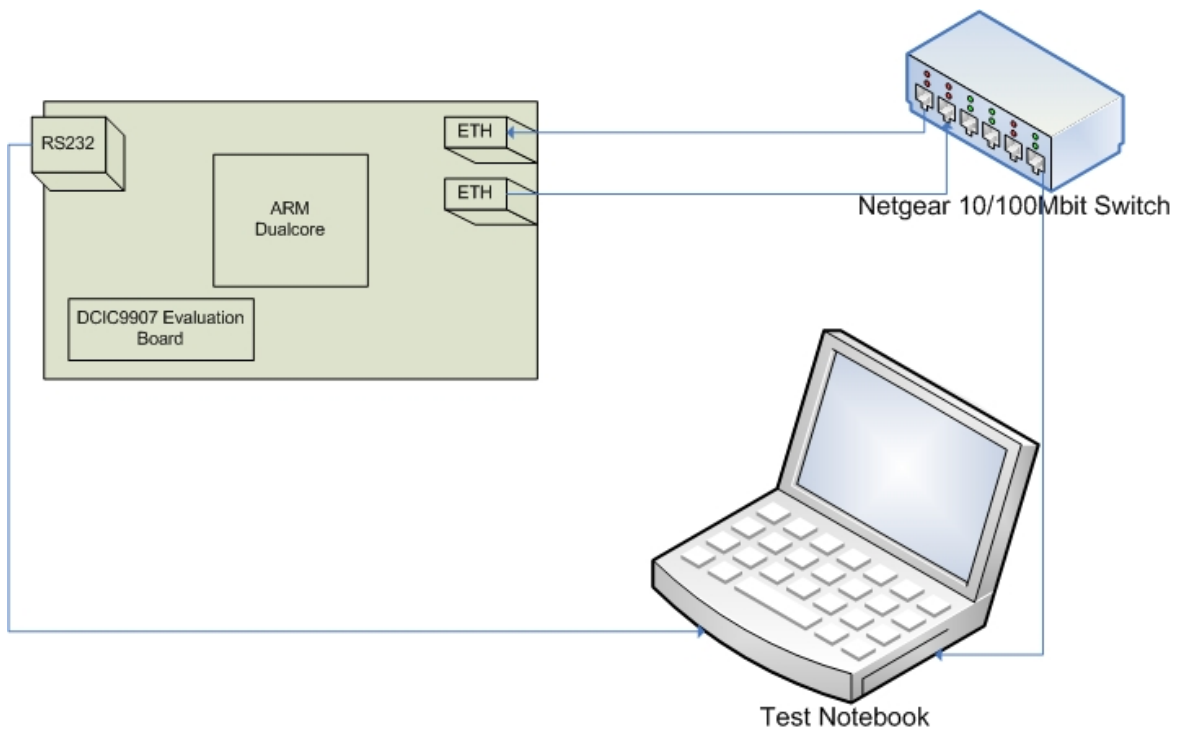 RS232
ETH
ETH
ARM
Dualcore
DCIC9907 Evaluation
Board
Netgear 10/100Mbit Switch
Test Notebook